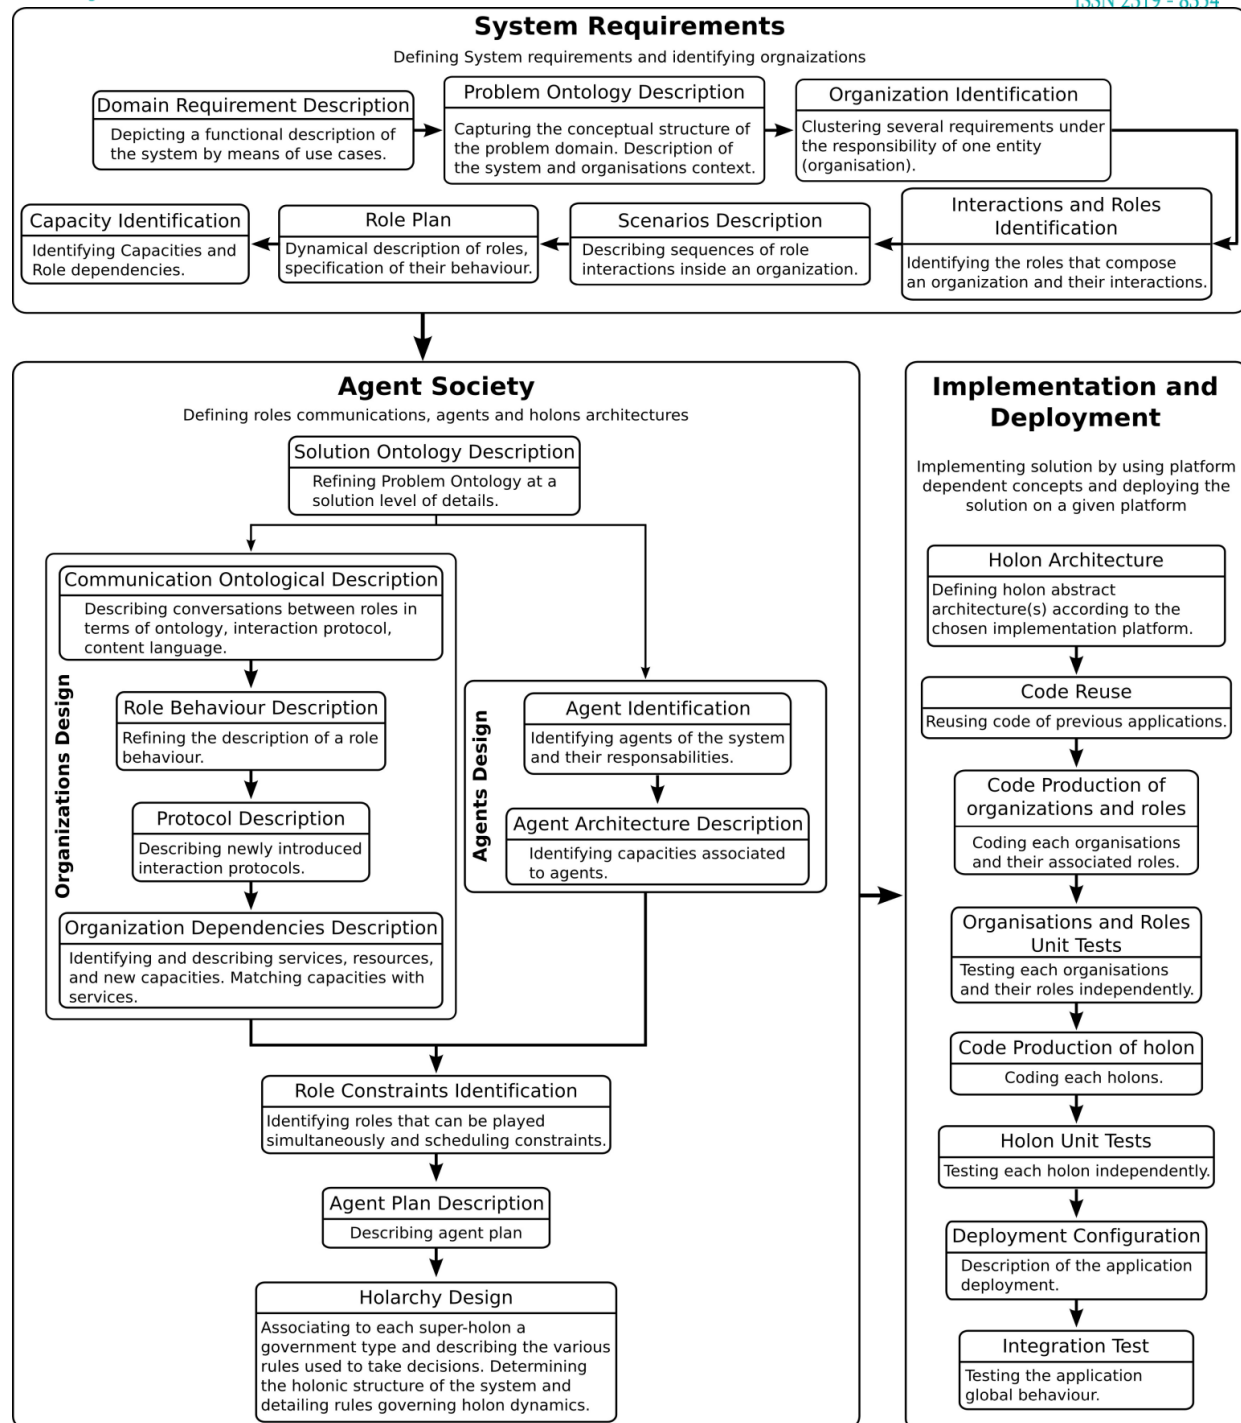 ISSN 2319 - 8354
System Requirements
Defining System requirements and identifying orgnaizations
Domain Requirement Description
Depicting a functional description of
the system by means of use cases.
Problem Ontology Description
Capturing the conceptual structure of
the problem domain. Description of
the system and organisations context.
Organization Identification
Clustering several requirements under
the responsibility of one entity
(organisation).
Interactions and Roles
Identification
Identifying the roles that compose
an organization and their interactions.
Scenarios Description
Describing sequences of role
interactions inside an organization.
Role Plan
Dynamical description of roles,
specification of their behaviour.
Capacity Identification
Identifying Capacities and
Role dependencies.
Agent Society
Defining roles communications, agents and holons architectures
Solution Ontology Description
Refining Problem Ontology at a
solution level of details.
Organizations Design
Communication Ontological Description
Describing conversations between roles in
terms of ontology, interaction protocol,
content language.
Role Behaviour Description
Refining the description of a role
behaviour.
Protocol Description
Describing newly introduced
interaction protocols.
Organization Dependencies Description
Identifying and describing services, resources,
and new capacities. Matching capacities with
services.
Agents Design
Agent Identification
Identifying agents of the system
and their responsabilities.
Agent Architecture Description
Identifying capacities associated
to agents.
Role Constraints Identification
Identifying roles that can be played
simultaneously and scheduling constraints.
Agent Plan Description
Describing agent plan
Holarchy Design
Associating to each super-holon a
government type and describing the various
rules used to take decisions. Determining
the holonic structure of the system and
detailing rules governing holon dynamics.
Implementation and
Deployment
Implementing solution by using platform
dependent concepts and deploying the
solution on a given platform
Holon Architecture
Defining holon abstract
architecture(s) according to the
chosen implementation platform.
Code Reuse
Reusing code of previous applications.
Code Production of
organizations and roles
Coding each organisations
and their associated roles.
Organisations and Roles
Unit Tests
Testing each organisations
and their roles independently.
Code Production of holon
Coding each holons.
Holon Unit Tests
Testing each holon independently.
Deployment Configuration
Description of the application
deployment.
Integration Test
Testing the application
global behaviour.